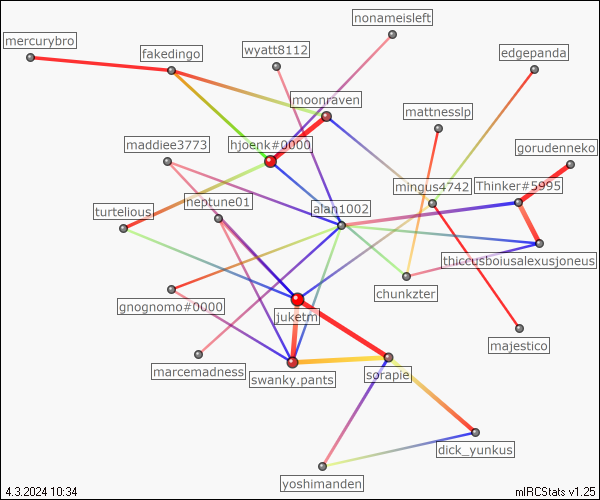 nonameisleft
mercurybro
fakedingo
wyatt8112
edgepanda
moonraven
mattnesslp
maddiee3773
hjoenk#0000
gorudenneko
neptune01
mingus4742
Thinker#5995
turtelious
alan1002
thiccusboiusalexusjoneus
chunkzter
gnognomo#0000
juketm
majestico
marcemadness
swanky.pants
sorapie
dick_yunkus
yoshimanden
4.3.2024 10:34
mIRCStats v1.25